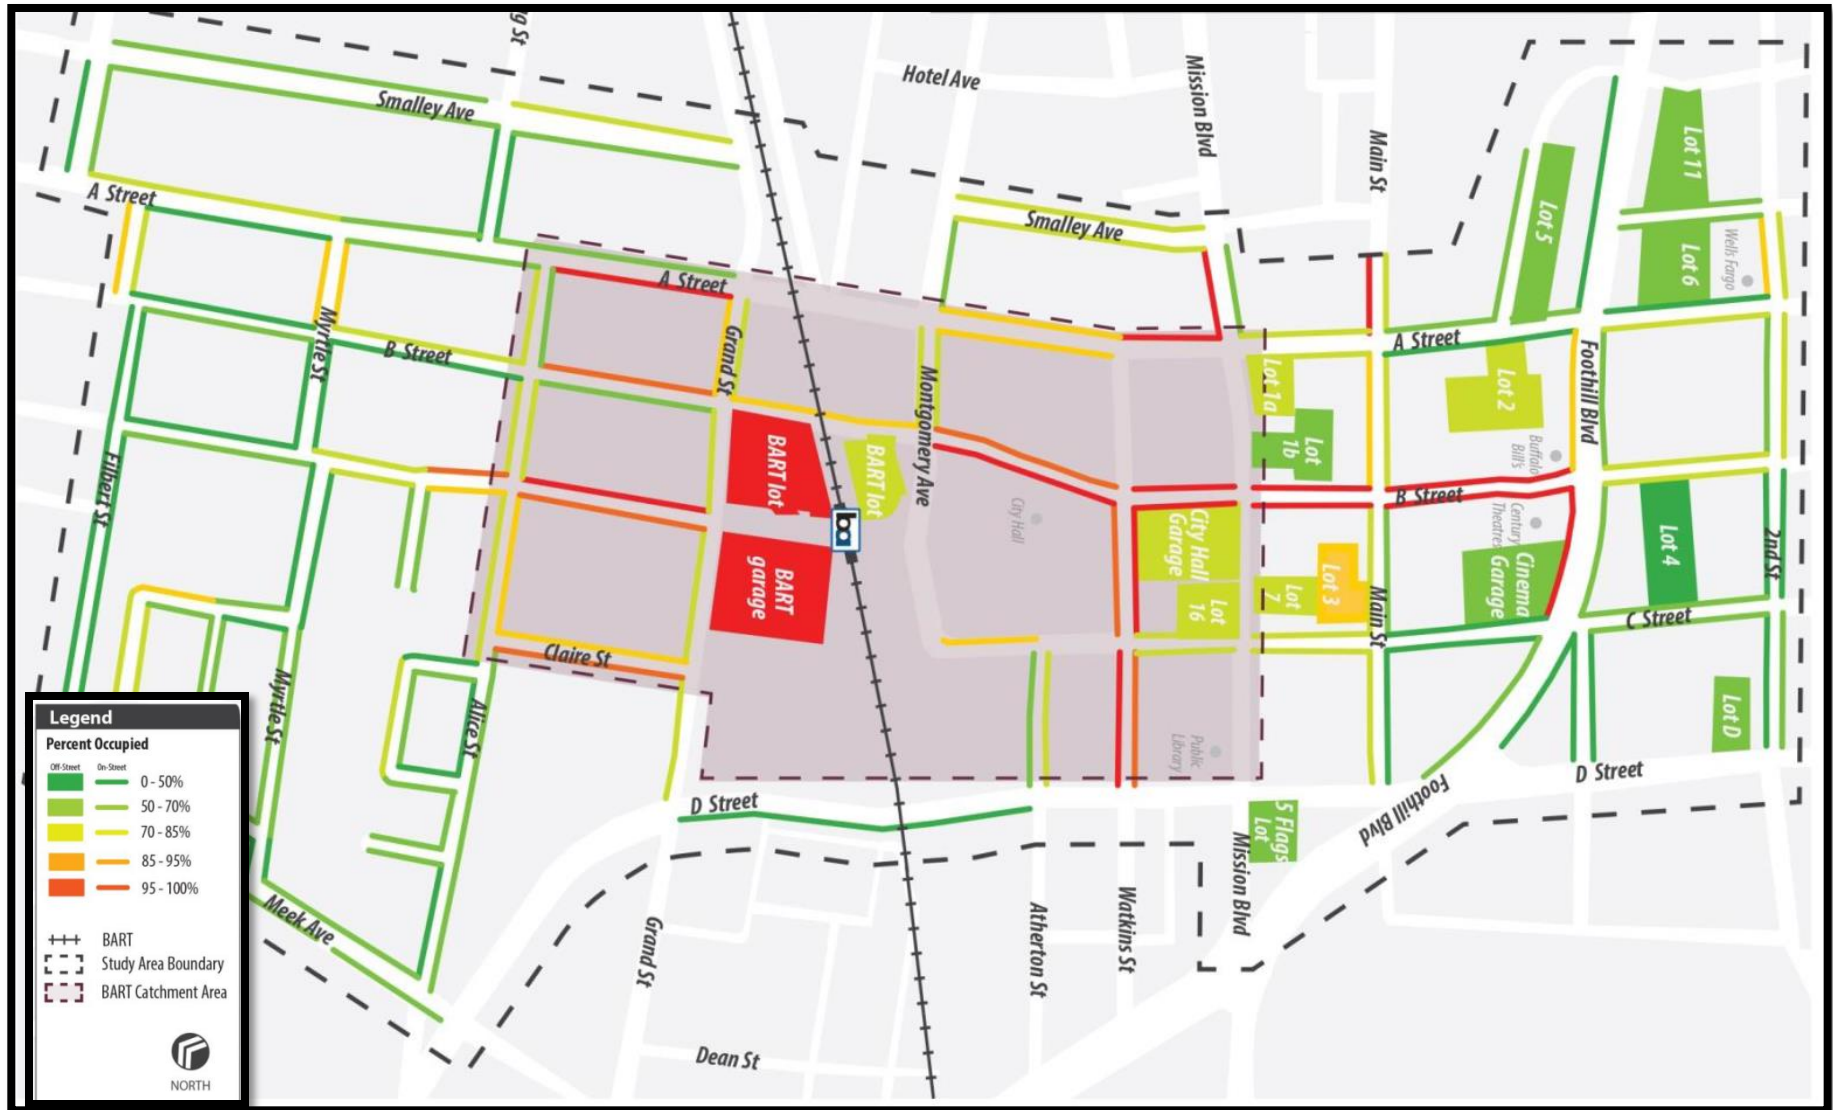 ng St
Hotel Ave
Mission Blvd
Main St
Smalley Ave
Lot 11
A Street
Lot 5
Smalley Ave
Lot 6
Wells Fargo
A Street
Grand St
Myrtle St
B Street
Montgomery Ave
Lot 1a
A Street
Lot 2
Foothill Blvd
BART lot
BART lot
Lot
1b
Buffalo
Bill's
Filbert St
City Hall
B Street
City Hall
Garage
Century
Theatres
Cinema
Garage
Lot 4
2nd St
ba
BART
garage
Lot
16
Lot
7
Lot 3
Main St
C Street
Claire St
Myrtle St
Alice St
Public
Library
Lot D
D Street
D Street
Foothill Blvd
5 Flags
Lot
Mission Blvd
Meek Ave
Grand St
Atherton St
Watkins St
Dean St
Legend
Percent Occupied
Off-Street On-Street
0 - 50%
50 - 70%
70 - 85%
85 - 95%
95 - 100%
BART
Study Area Boundary
BART Catchment Area
NORTH